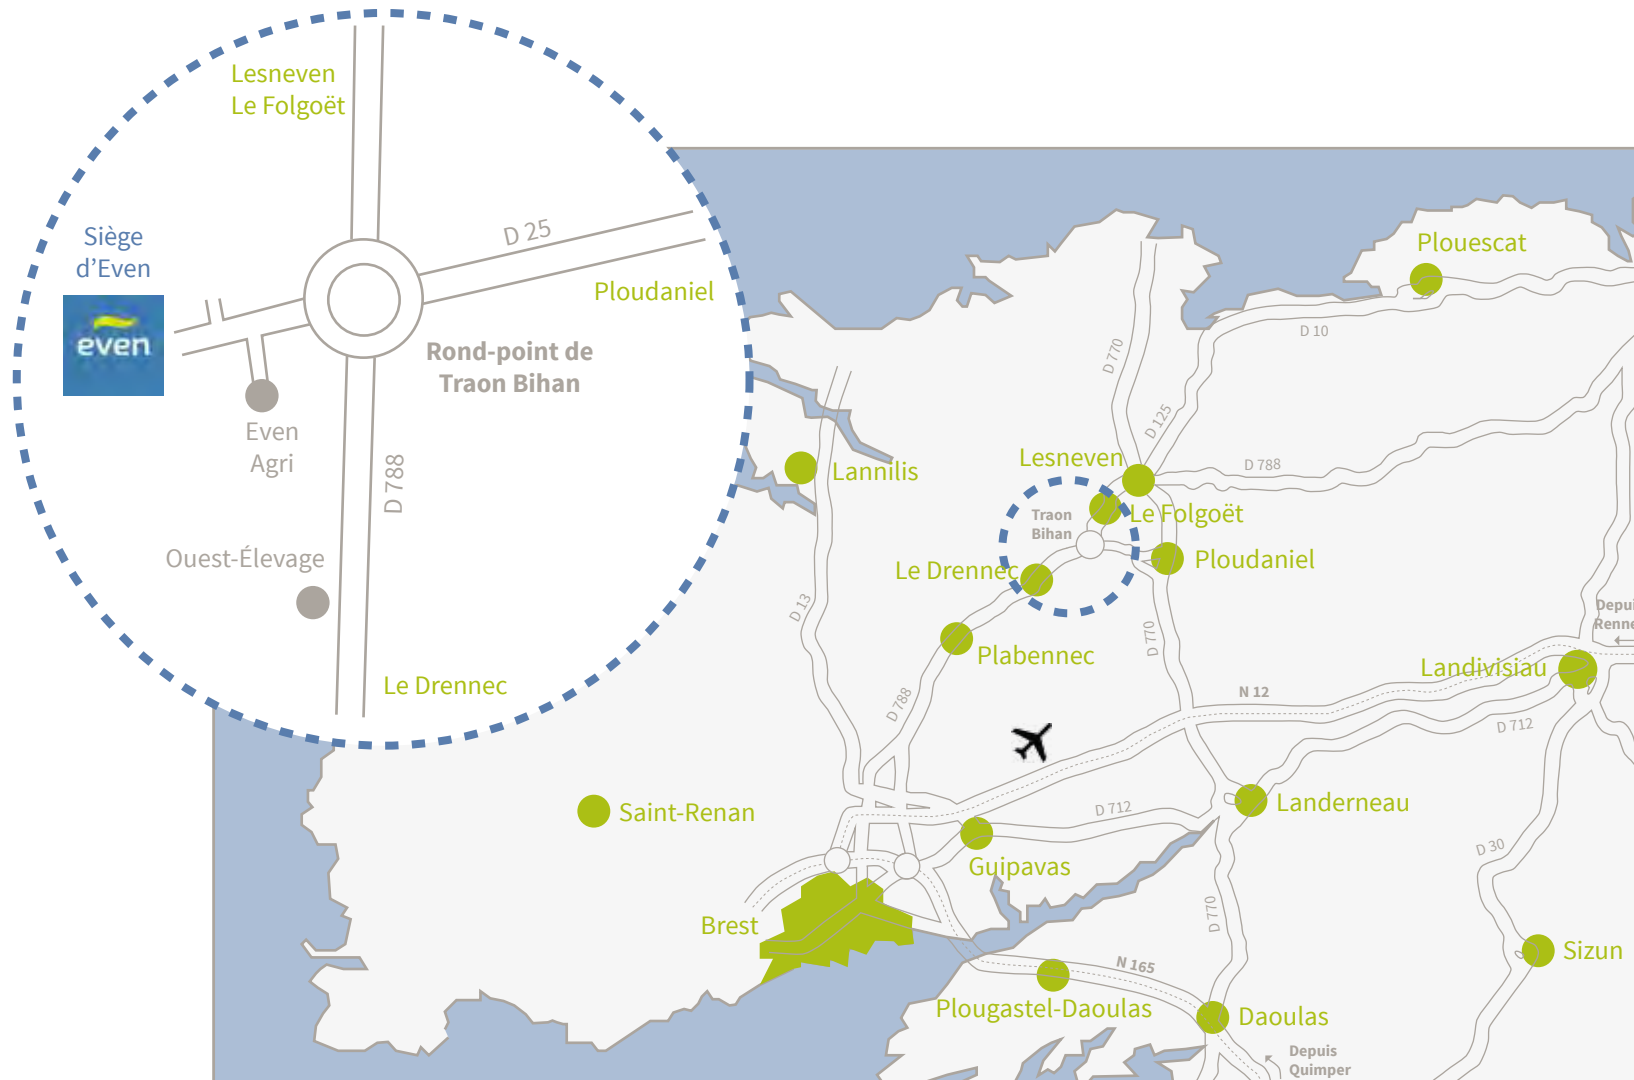 Lesneven
Le Folgoët
Siège
d'Even
even
D 25
Ploudaniel
Rond-point de
Traon Bihan
Even
Agri
D 788
Ouest-Élevage
Le Drennec
Plouescat
D 10
D 770
D 125
Lesneven
D 788
Lannilis
Traon
Bihan
Le Folgoët
Le Drennec
Ploudaniel
D 13
D 770
Plabennec
Landivisiau
N 12
D 788
D 712
Saint-Renan
D 712
Landerneau
Guipavas
D 30
Brest
D 770
N 165
Sizun
Plougastel-Daoulas
Daoulas
Depuis
Quimper